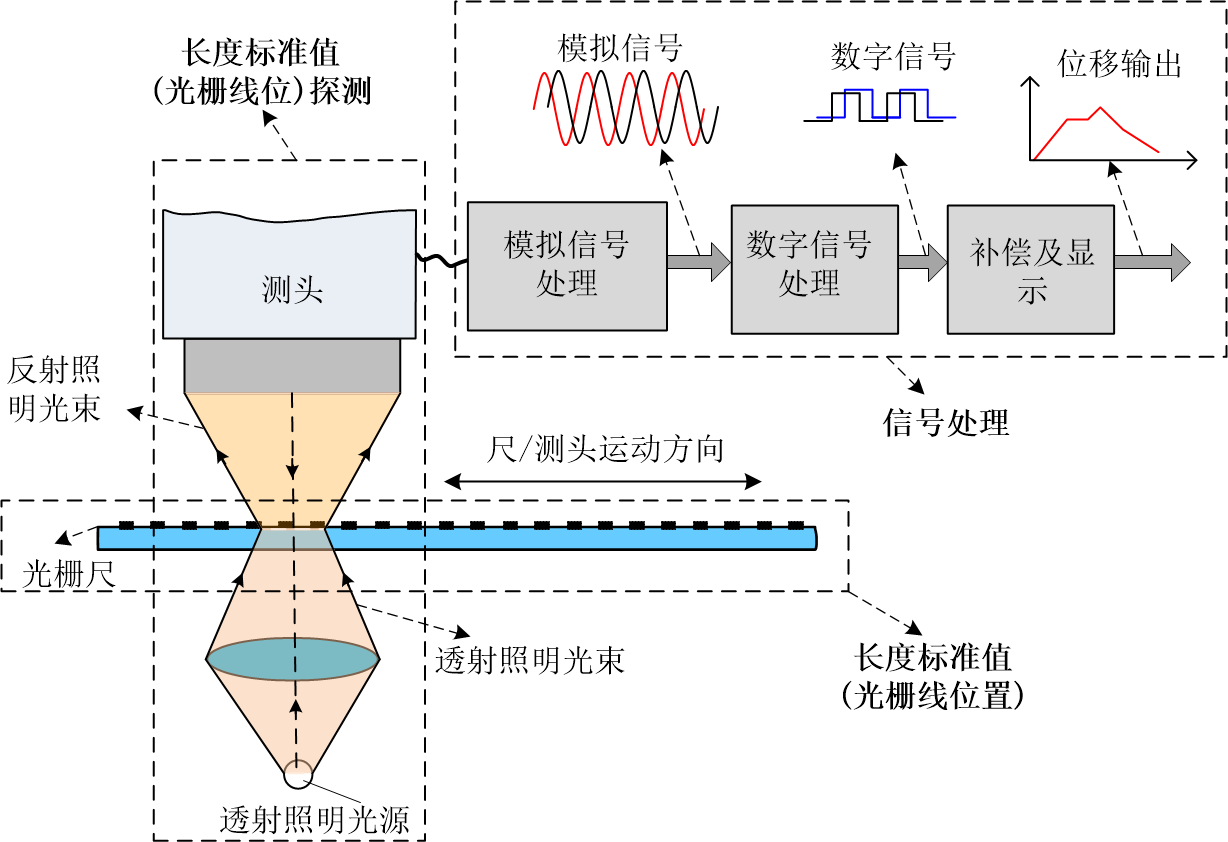 长度标准值
(光栅线位)探测
模拟信号
数字信号
位移输出
测头
模拟信号
处理
数字信号
处理
补偿及显
示
反射照
明光束
信号处理
尺/测头运动方向
光栅尺
透射照明光束
长度标准值
(光栅线位置)
透射照明光源